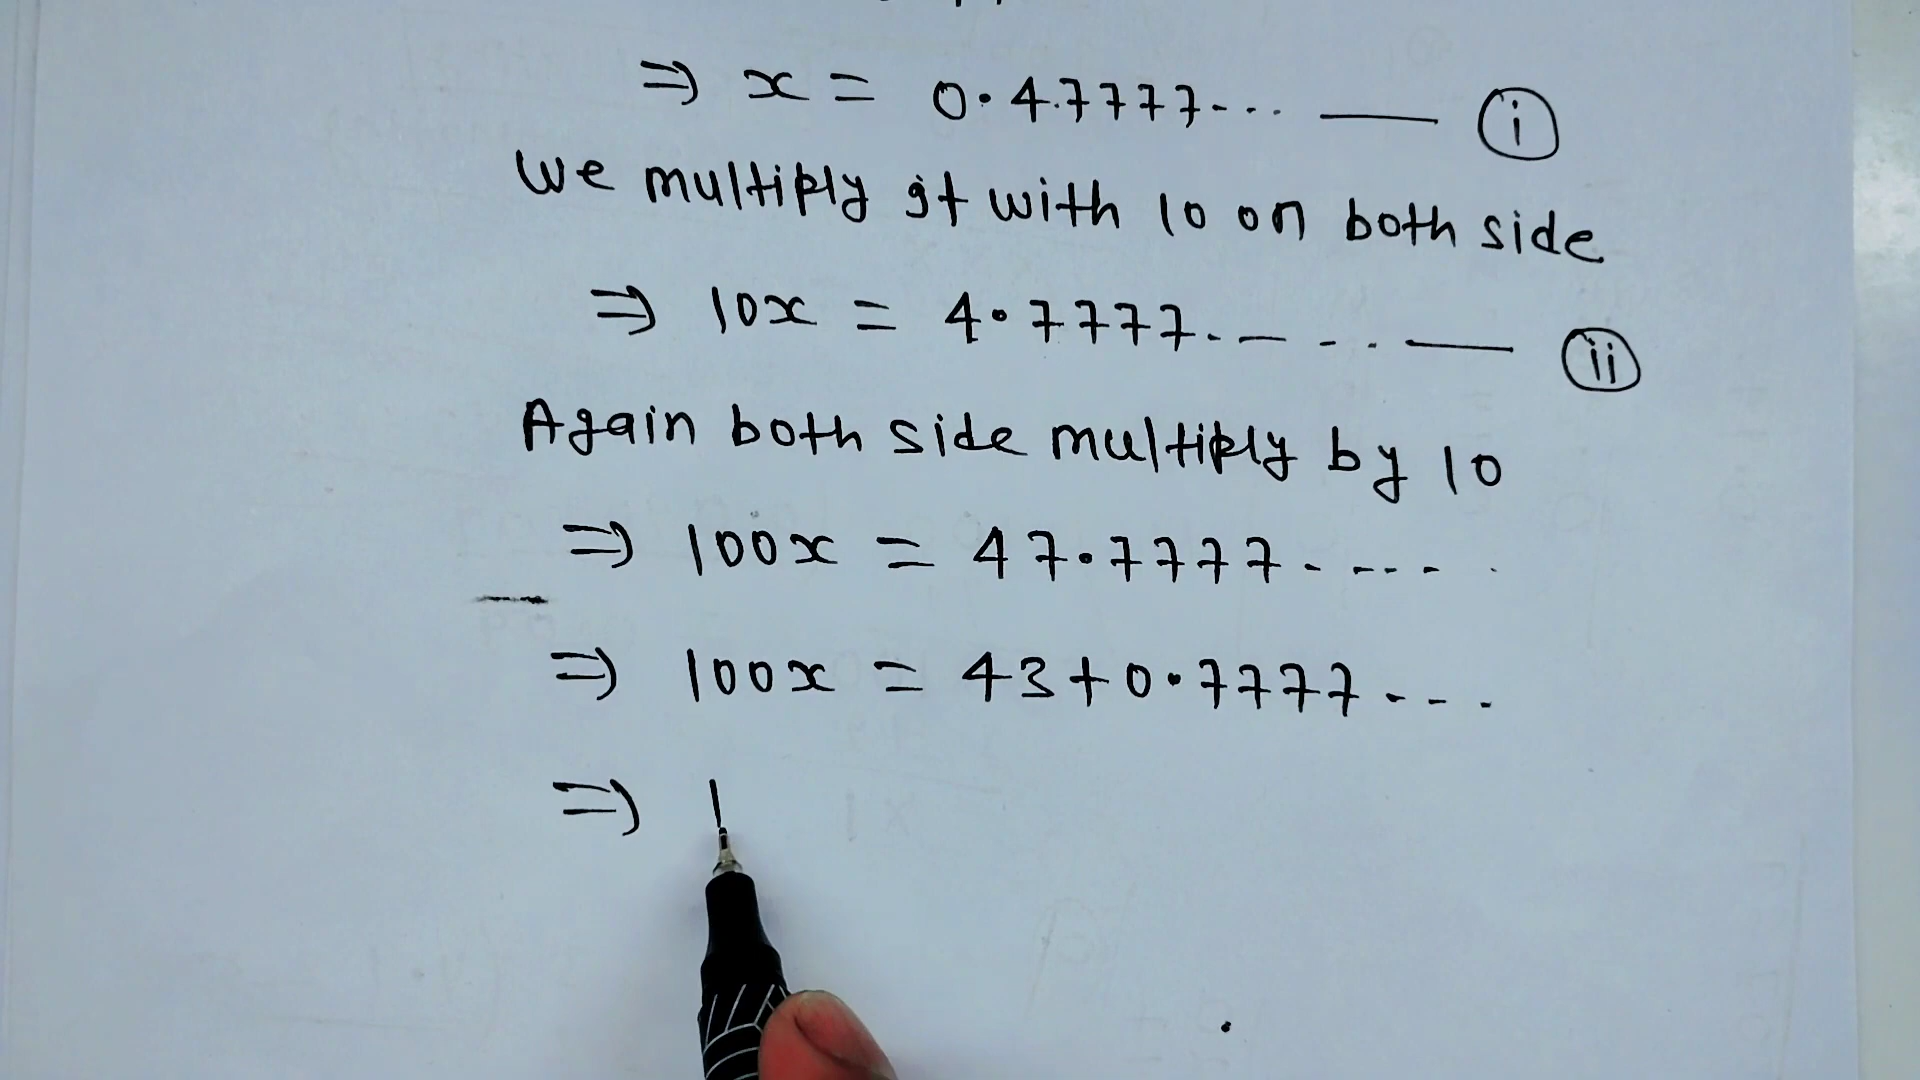 ⇒ x = 0.47777--.. — (i)
We multiply it with 10 on both side
⇒ 10x = 4.7777.- - .. — (ii)
Again both side multiply by 10
⇒ 100x = 47.7777.---- .
⇒ 100x = 43+0.7777---
⇒ 1